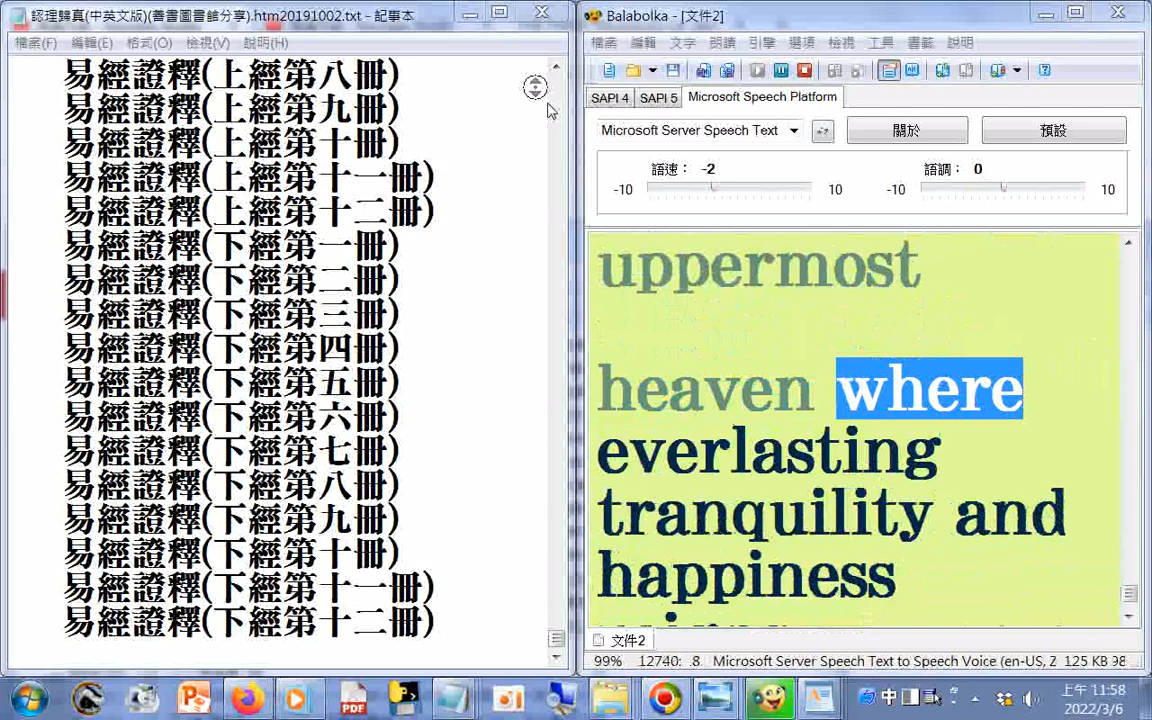 認理歸真(中英文版)(善書圖書館分享).htm20191002.txt - 記事本
檔案(F) 編輯(E) 格式(O) 檢視(V) 說明(H)
易經證釋(上經第八冊)
易經證釋(上經第九冊)
易經證釋(上經第十冊)
易經證釋(上經第十一冊)
易經證釋(上經第十二冊)
易經證釋(下經第一冊)
易經證釋(下經第二冊)
易經證釋(下經第三冊)
易經證釋(下經第四冊)
易經證釋(下經第五冊)
易經證釋(下經第六冊)
易經證釋(下經第七冊)
易經證釋(下經第八冊)
易經證釋(下經第九冊)
易經證釋(下經第十冊)
易經證釋(下經第十一冊)
易經證釋(下經第十二冊)
Balabolka - [文件2]
檔案 編輯 文字 朗讀 引擎 選項 檢視 工具 書籤 說明
SAPI 4 SAPI 5 Microsoft Speech Platform
Microsoft Server Speech Text 關於 預設
語速： -2 語調： 0
-10 10 -10 10
uppermost
heaven where
everlasting
tranquility and
happiness
文件2
99% 12740: .8. Microsoft Server Speech Text to Speech Voice (en-US, Z 125 KB 98
中
上午 11:58
2022/3/6